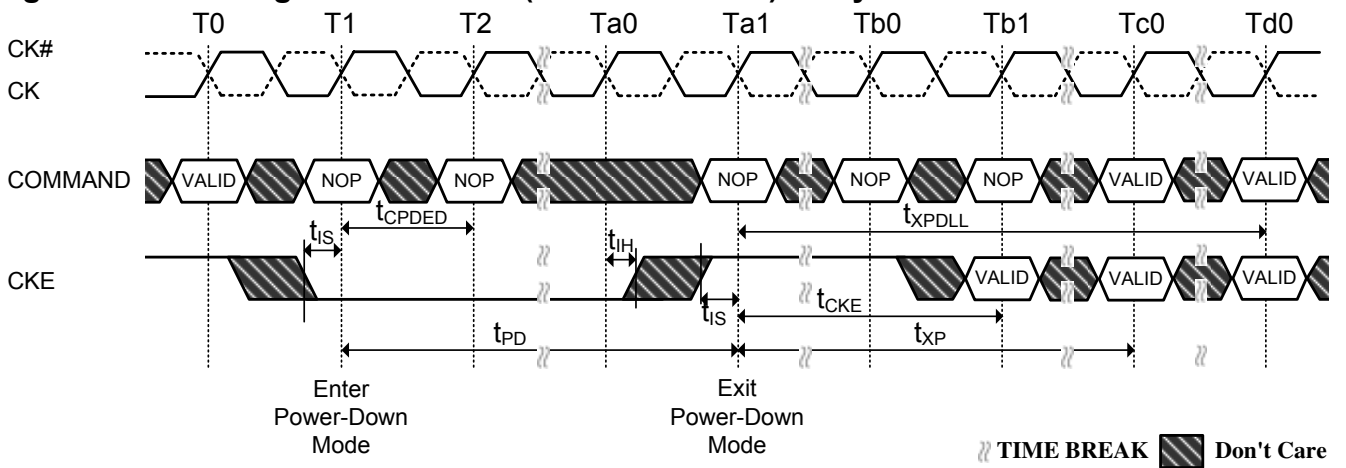 T0 T1 T2 Ta0 Ta1 Tb0 Tb1 Tc0 Td0
CK#
CK
COMMAND VALID NOP NOP NOP NOP NOP VALID VALID
tCPDED tXPDLL
tIS tIH
CKE VALID VALID VALID
tIS tCKE
tPD tXP
Enter
Power-Down
Mode
Exit
Power-Down
Mode
TIME BREAK Don't Care